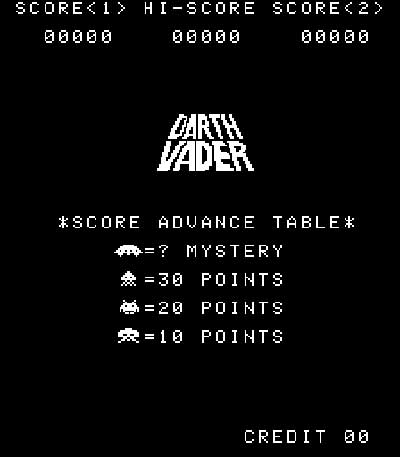 SCORE<1> HI-SCORE SCORE<2>
00000 00000 00000
DARTH
VADER
*SCORE ADVANCE TABLE*
=? MYSTERY
=30 POINTS
=20 POINTS
=10 POINTS
CREDIT 00